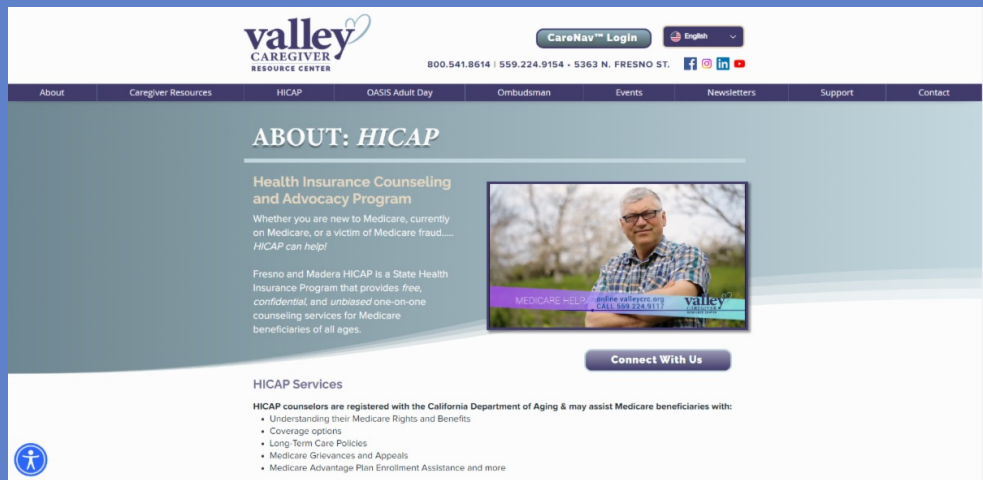 valley
CAREGIVER
RESOURCE CENTER
CareNav™ Login
English
800.541.8614 | 559.224.9154 • 5363 N. FRESNO ST.
About
Caregiver Resources
HICAP
OASIS Adult Day
Ombudsman
Events
Newsletters
Support
Contact
ABOUT: HICAP
Health Insurance Counseling
and Advocacy Program
Whether you are new to Medicare, currently
on Medicare, or a victim of Medicare fraud.....
HICAP can help!
Fresno and Madera HICAP is a State Health
Insurance Program that provides free,
confidential, and unbiased one-on-one
counseling services for Medicare
beneficiaries of all ages.
MEDICARE HELP
online valleycrc.org
CALL 559.224.9117
valley
CAREGIVER
RESOURCE CENTER
Connect With Us
HICAP Services
HICAP counselors are registered with the California Department of Aging & may assist Medicare beneficiaries with:
• Understanding their Medicare Rights and Benefits
• Coverage options
• Long-Term Care Policies
• Medicare Grievances and Appeals
• Medicare Advantage Plan Enrollment Assistance and more